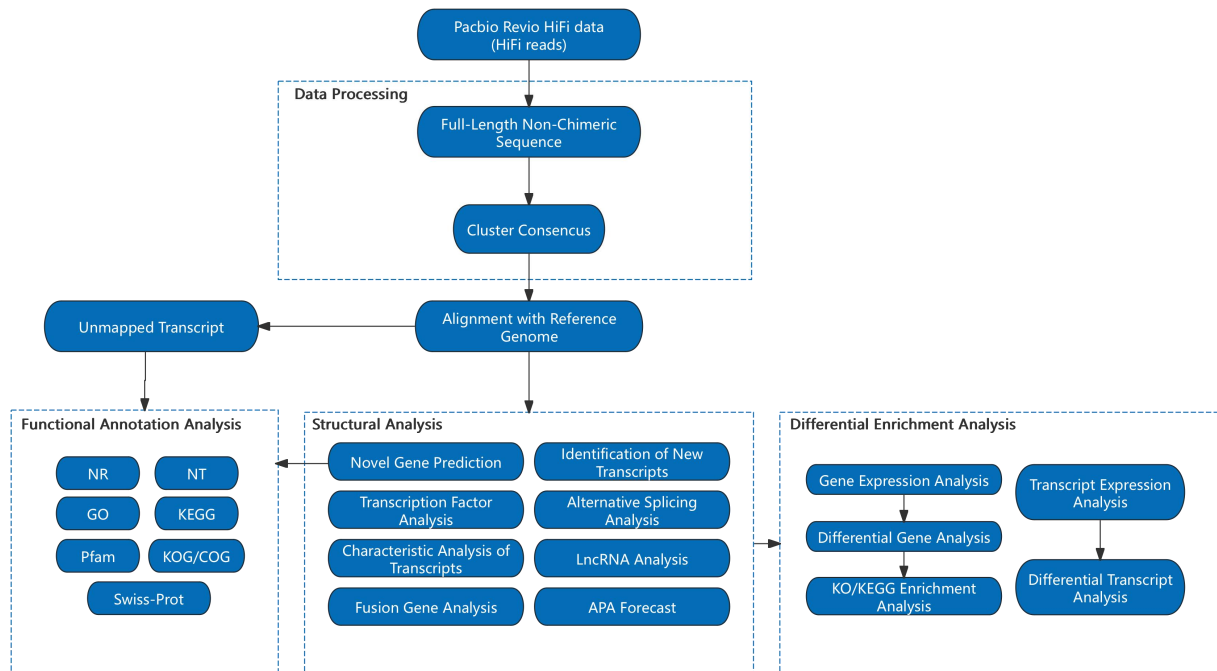 Pacbio Revio HiFi data
(HiFi reads)
Data Processing
Full-Length Non-Chimeric
Sequence
Cluster Consencus
Unmapped Transcript
Alignment with Reference
Genome
Functional Annotation Analysis
NR
NT
GO
KEGG
Pfam
KOG/COG
Swiss-Prot
Structural Analysis
Novel Gene Prediction
Identification of New
Transcripts
Transcription Factor
Analysis
Alternative Splicing
Analysis
Characteristic Analysis of
Transcripts
LncRNA Analysis
Fusion Gene Analysis
APA Forecast
Differential Enrichment Analysis
Gene Expression Analysis
Differential Gene Analysis
KO/KEGG Enrichment
Analysis
Transcript Expression
Analysis
Differential Transcript
Analysis